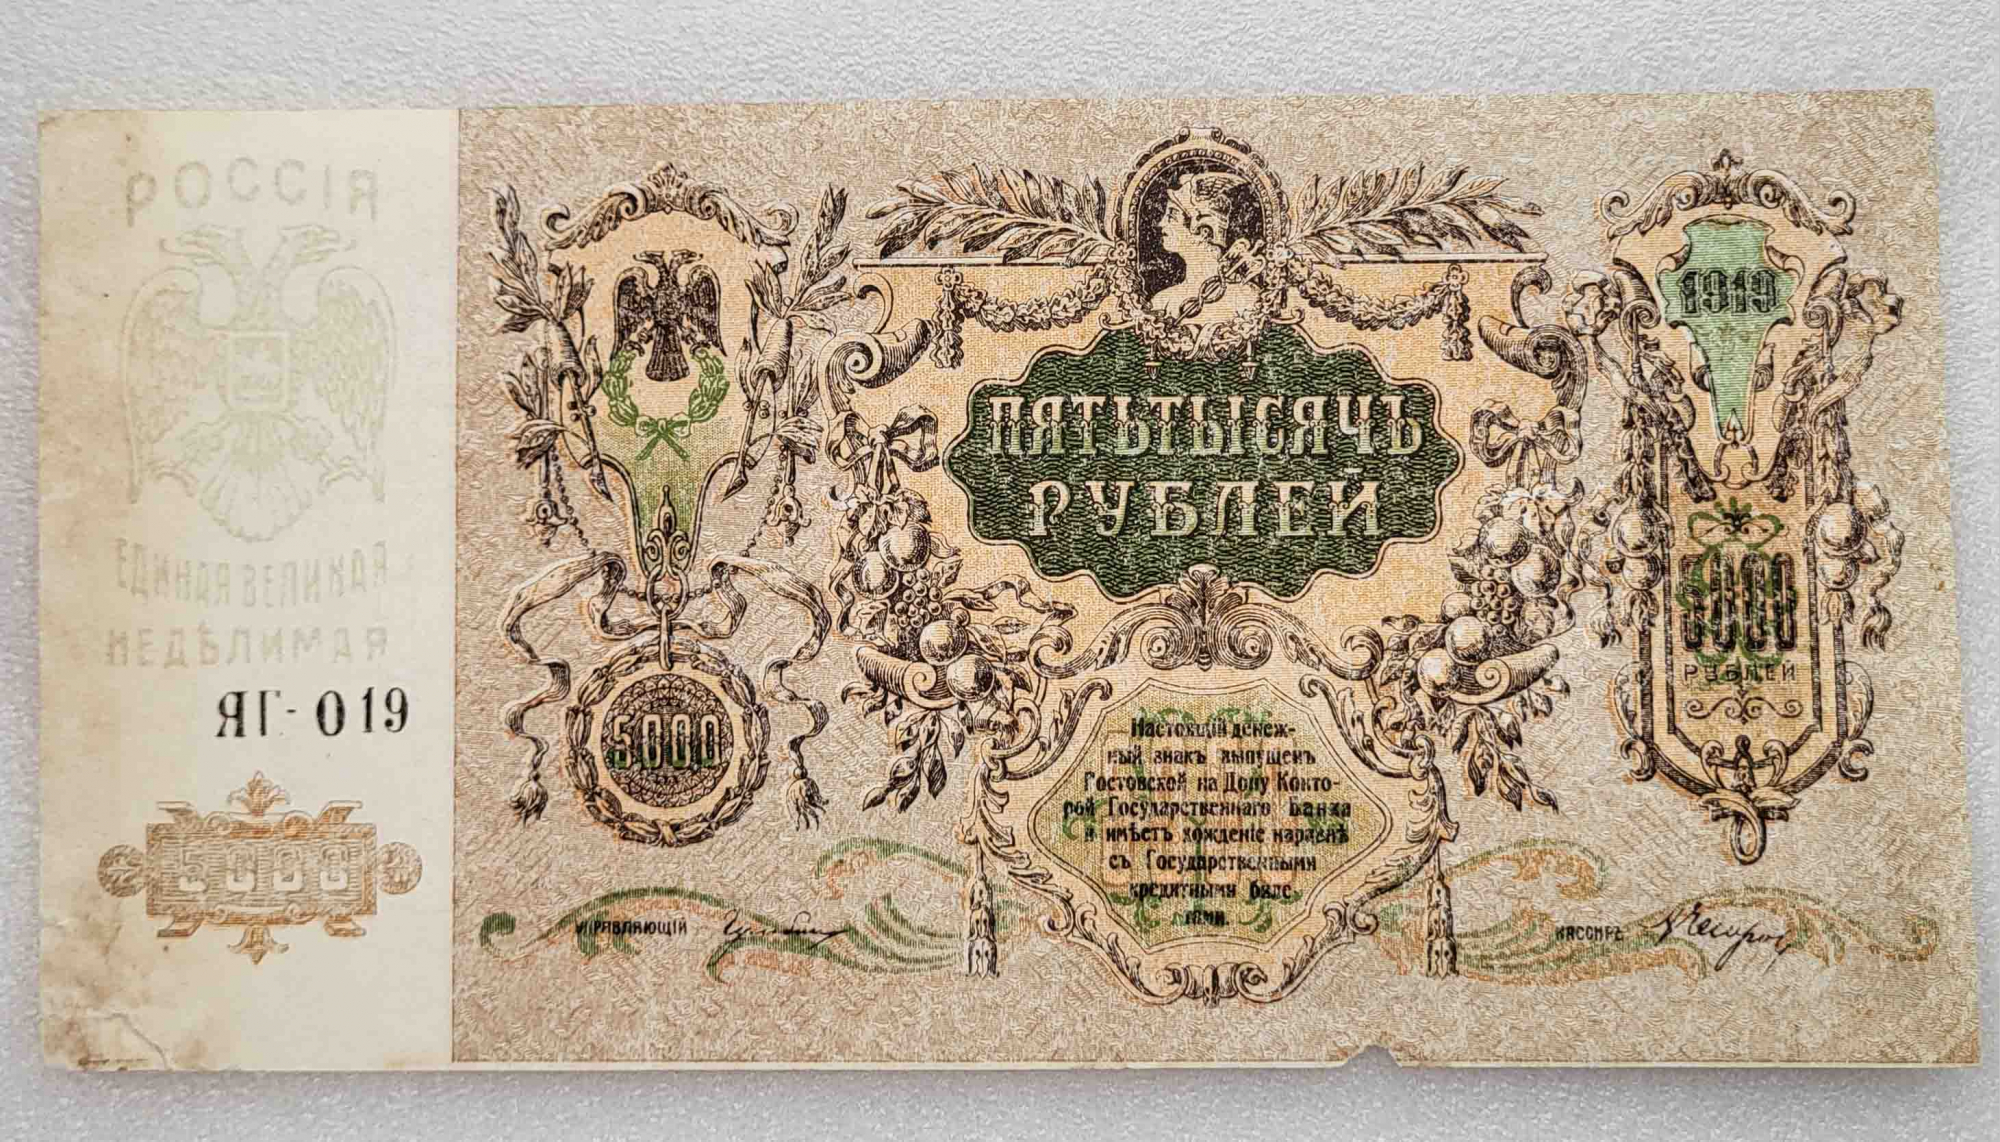 РОССІЯ
ЕДИНАЯ ВЕЛИКАЯ
НЕДѢЛИМАЯ
ЯГ-019
5000
5000
УПРАВЛЯЮЩІЙ
ПЯТЬТЫСЯЧЪ
РУБЛЕЙ
Настоящій денеж-
ный знакъ выпущенъ
Ростовской на Дону Конто-
рой Государственнаго Банка
и имѣетъ хожденіе наравнѣ
съ Государственными
кредитными биле-
тами.
1919
5000
РУБЛЕЙ
КАССИРЪ